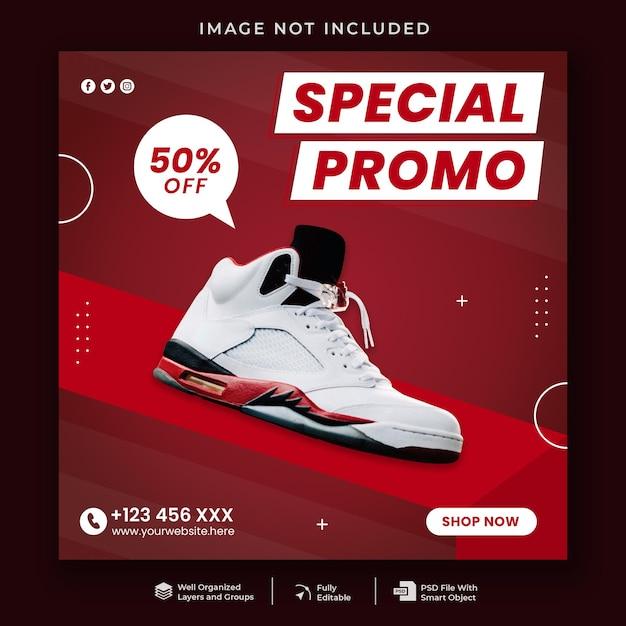 IMAGE NOT INCLUDED
SPECIAL
PROMO
50%
OFF
+123 456 XXX
www.yourwebsite.here
SHOP NOW
Well Organized
Layers and Groups
Fully
Editable
PSD
PSD File With
Smart Object